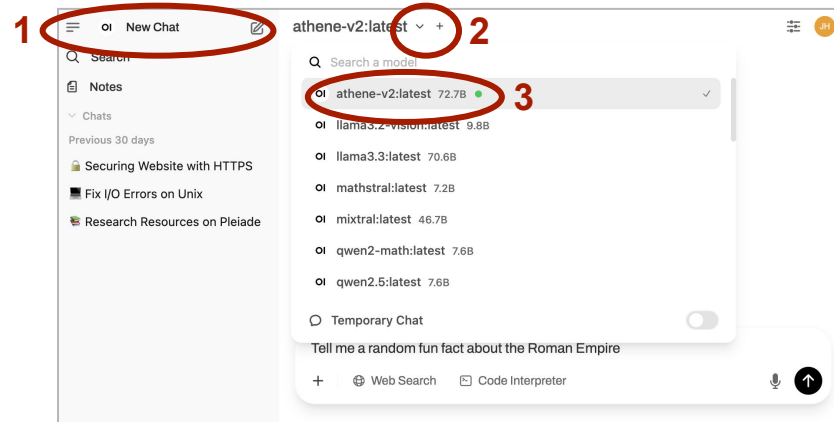 1
OI New Chat
Search
Notes
Chats
Previous 30 days
Securing Website with HTTPS
Fix I/O Errors on Unix
Research Resources on Pleiade
athene-v2:latest
2
JH
Search a model
OI athene-v2:latest 72.7B
3
OI llama3.2-vision:latest 9.8B
OI llama3.3:latest 70.6B
OI mathstral:latest 7.2B
OI mixtral:latest 46.7B
OI qwen2-math:latest 7.6B
OI qwen2.5:latest 7.6B
Temporary Chat
Tell me a random fun fact about the Roman Empire
+ Web Search Code Interpreter